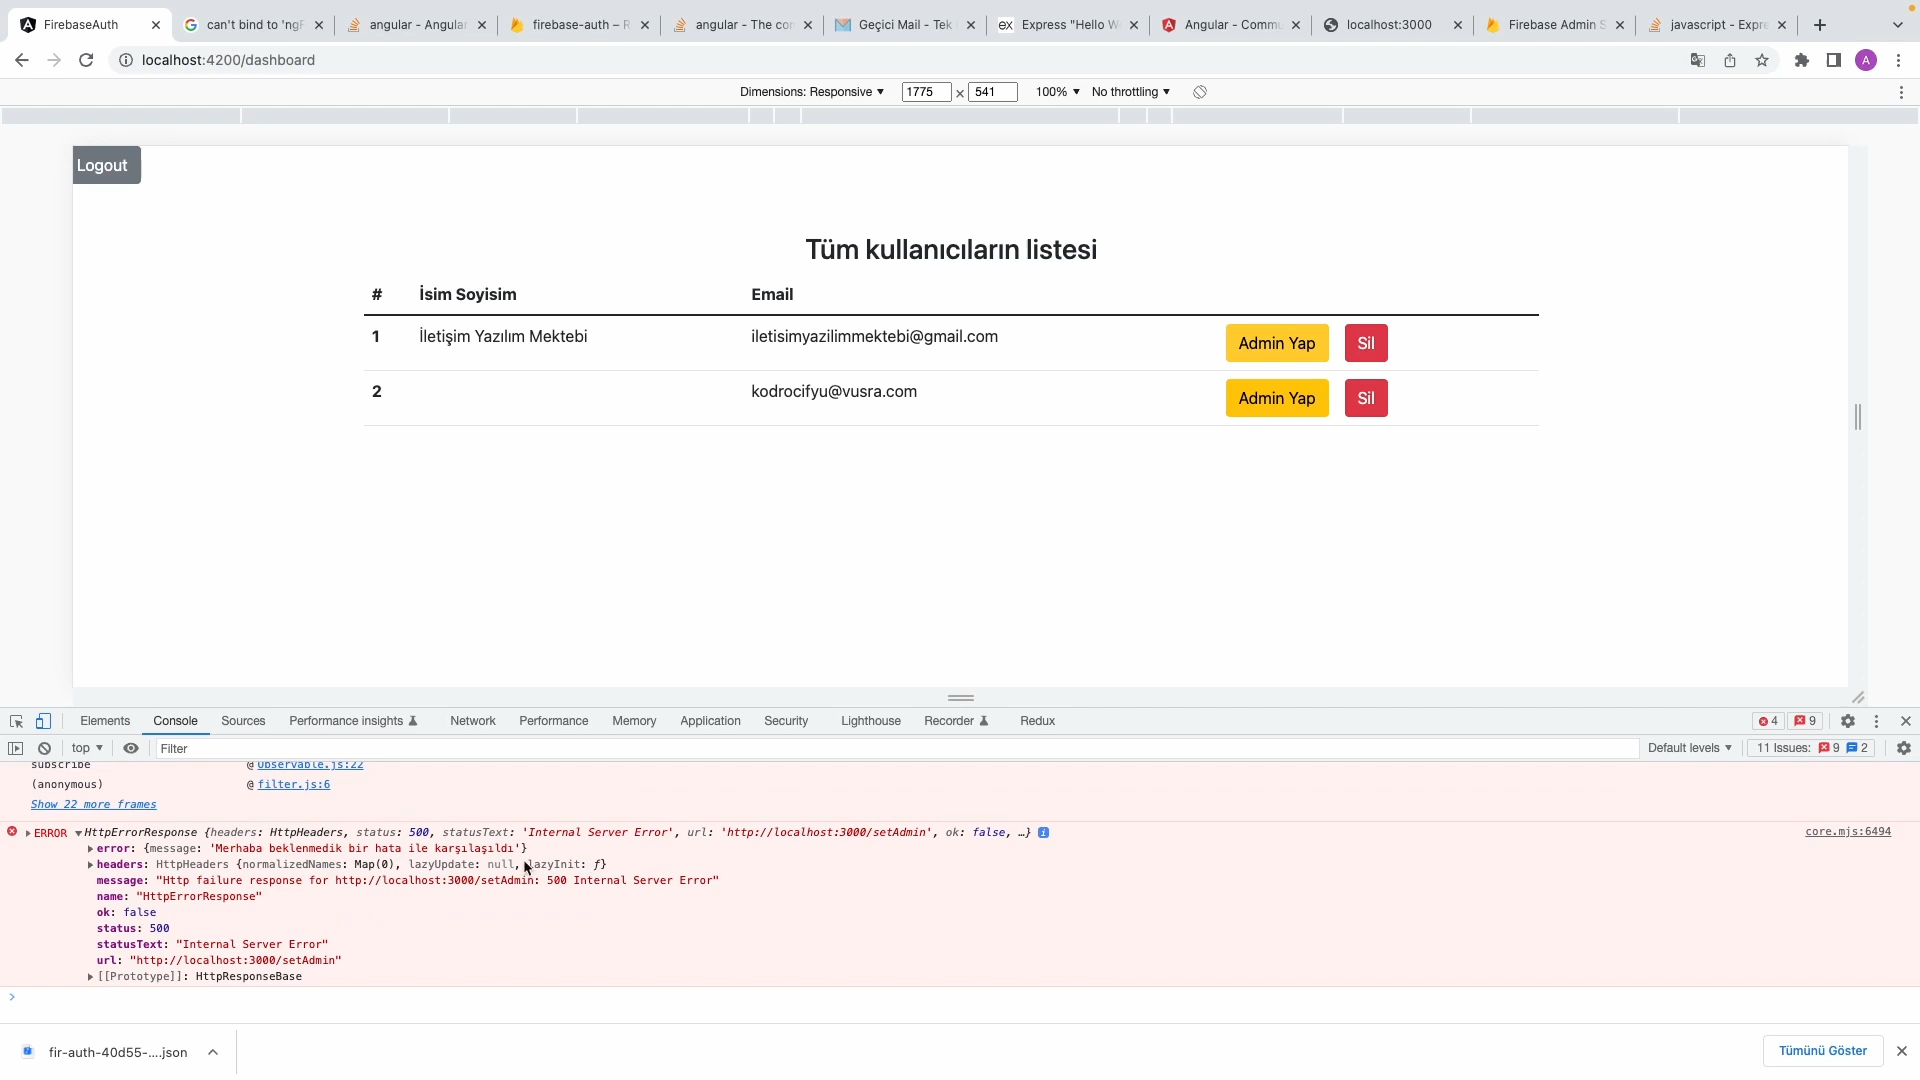 FirebaseAuth
can't bind to 'ngF
angular - Angular
firebase-auth – R
angular - The con
Geçici Mail - Tek
ex Express "Hello W
Angular - Commu
localhost:3000
Firebase Admin S
javascript - Expre
localhost:4200/dashboard
A
Dimensions: Responsive 1775 × 541 100% No throttling
Logout
Tüm kullanıcıların listesi
# İsim Soyisim Email
1 İletişim Yazılım Mektebi iletisimyazilimmektebi@gmail.com Admin Yap Sil
2 kodrocifyu@vusra.com Admin Yap Sil
Elements Console Sources Performance insights Network Performance Memory Application Security Lighthouse Recorder Redux 4 9
top Filter Default levels 11 Issues: 9 2
subscribe @ Observable.js:22
(anonymous) @ filter.js:6
Show 22 more frames
ERROR HttpErrorResponse {headers: HttpHeaders, status: 500, statusText: 'Internal Server Error', url: 'http://localhost:3000/setAdmin', ok: false, …} core.mjs:6494
error: {message: 'Merhaba beklenmedik bir hata ile karşılaşıldı'}
headers: HttpHeaders {normalizedNames: Map(0), lazyUpdate: null, lazyInit: ƒ}
message: "Http failure response for http://localhost:3000/setAdmin: 500 Internal Server Error"
name: "HttpErrorResponse"
ok: false
status: 500
statusText: "Internal Server Error"
url: "http://localhost:3000/setAdmin"
[[Prototype]]: HttpResponseBase
fir-auth-40d55-....json
Tümünü Göster